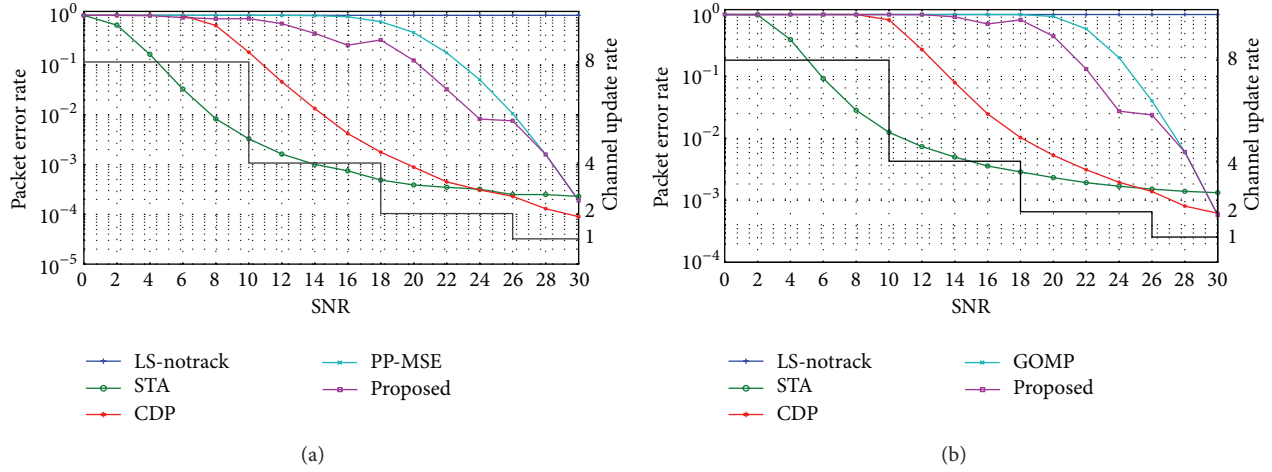 10^0
10^-1
10^-2
10^-3
10^-4
10^-5
Packet error rate
8
4
2
1
Channel update rate
0 2 4 6 8 10 12 14 16 18 20 22 24 26 28 30
SNR
LS-notrack
STA
CDP
PP-MSE
Proposed
(a)
10^0
10^-1
10^-2
10^-3
10^-4
Packet error rate
8
4
2
1
Channel update rate
0 2 4 6 8 10 12 14 16 18 20 22 24 26 28 30
SNR
LS-notrack
STA
CDP
GOMP
Proposed
(b)